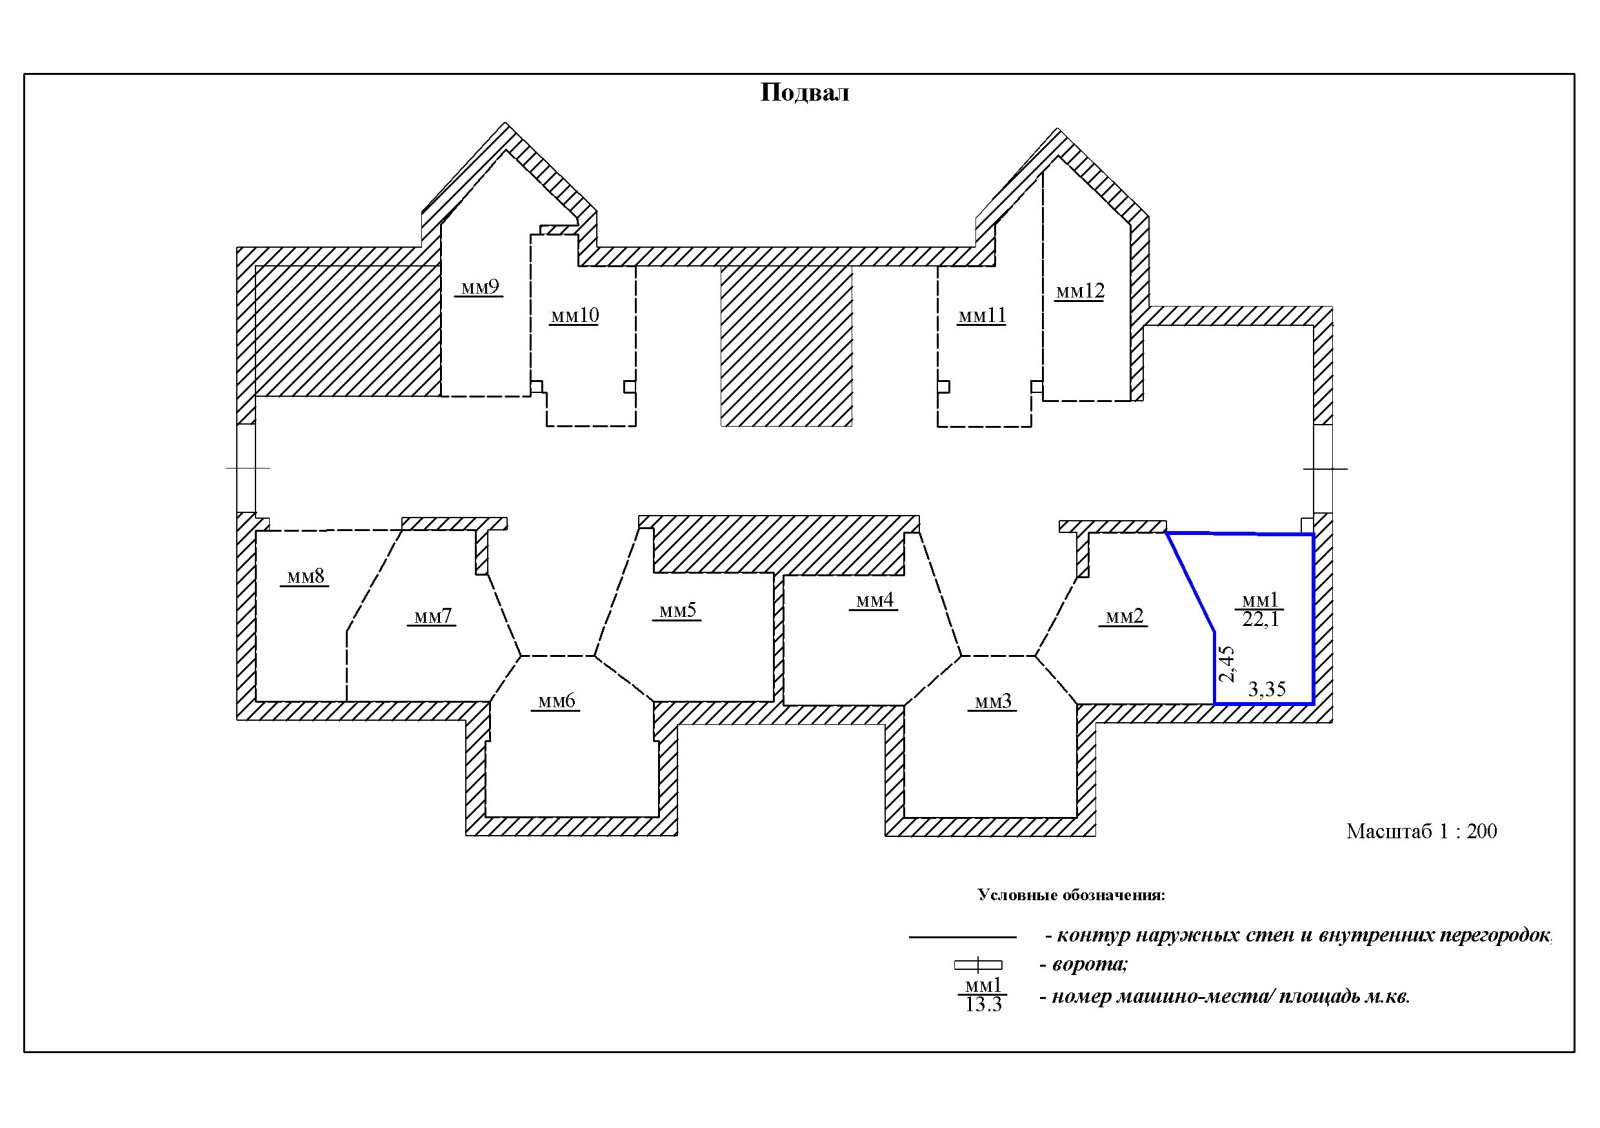 Подвал
мм9
мм10
мм11
мм12
мм8
мм7
мм5
мм4
мм2
мм1
22,1
2,45
3,35
мм6
мм3
Масштаб 1 : 200
Условные обозначения:
- контур наружных стен и внутренних перегородок,
- ворота;
мм1
13.3
- номер машино-места/ площадь м.кв.